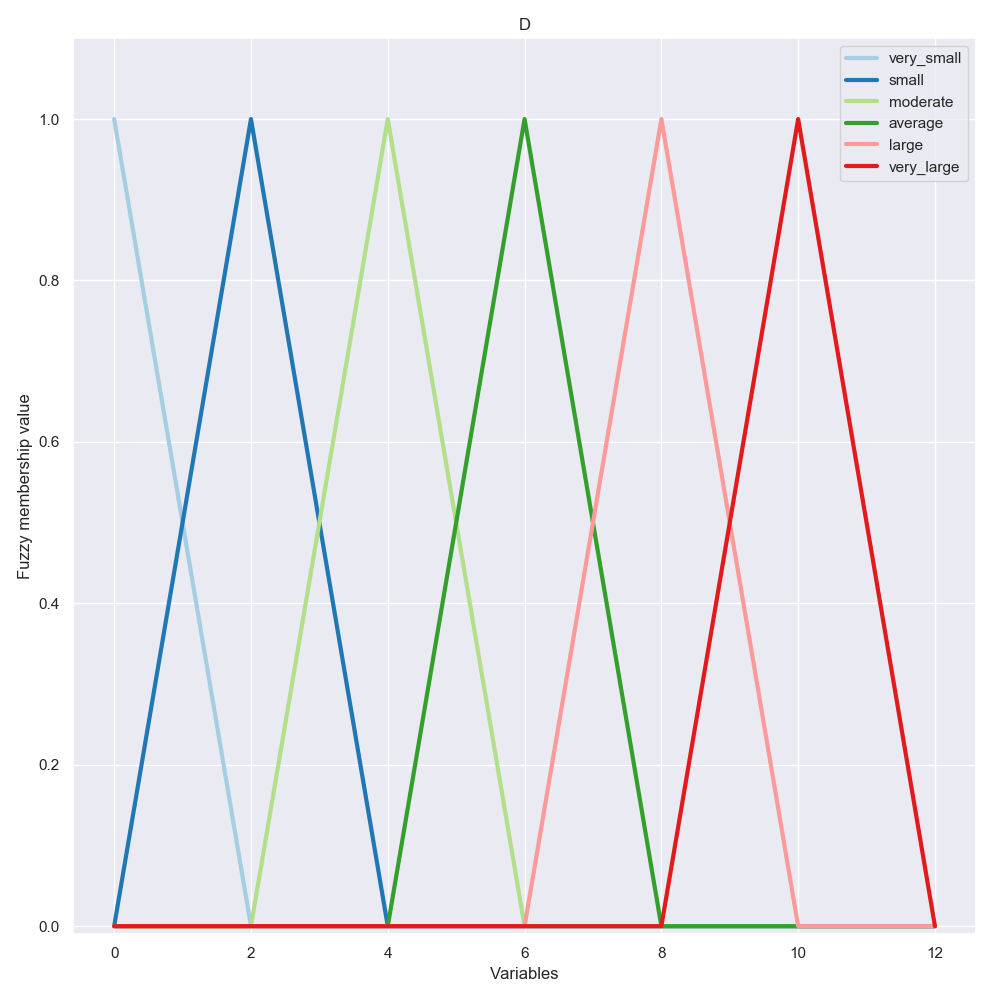 D
very_small
small
moderate
average
large
very_large
1.0
0.8
0.6
0.4
0.2
0.0
Fuzzy membership value
0 2 4 6 8 10 12
Variables